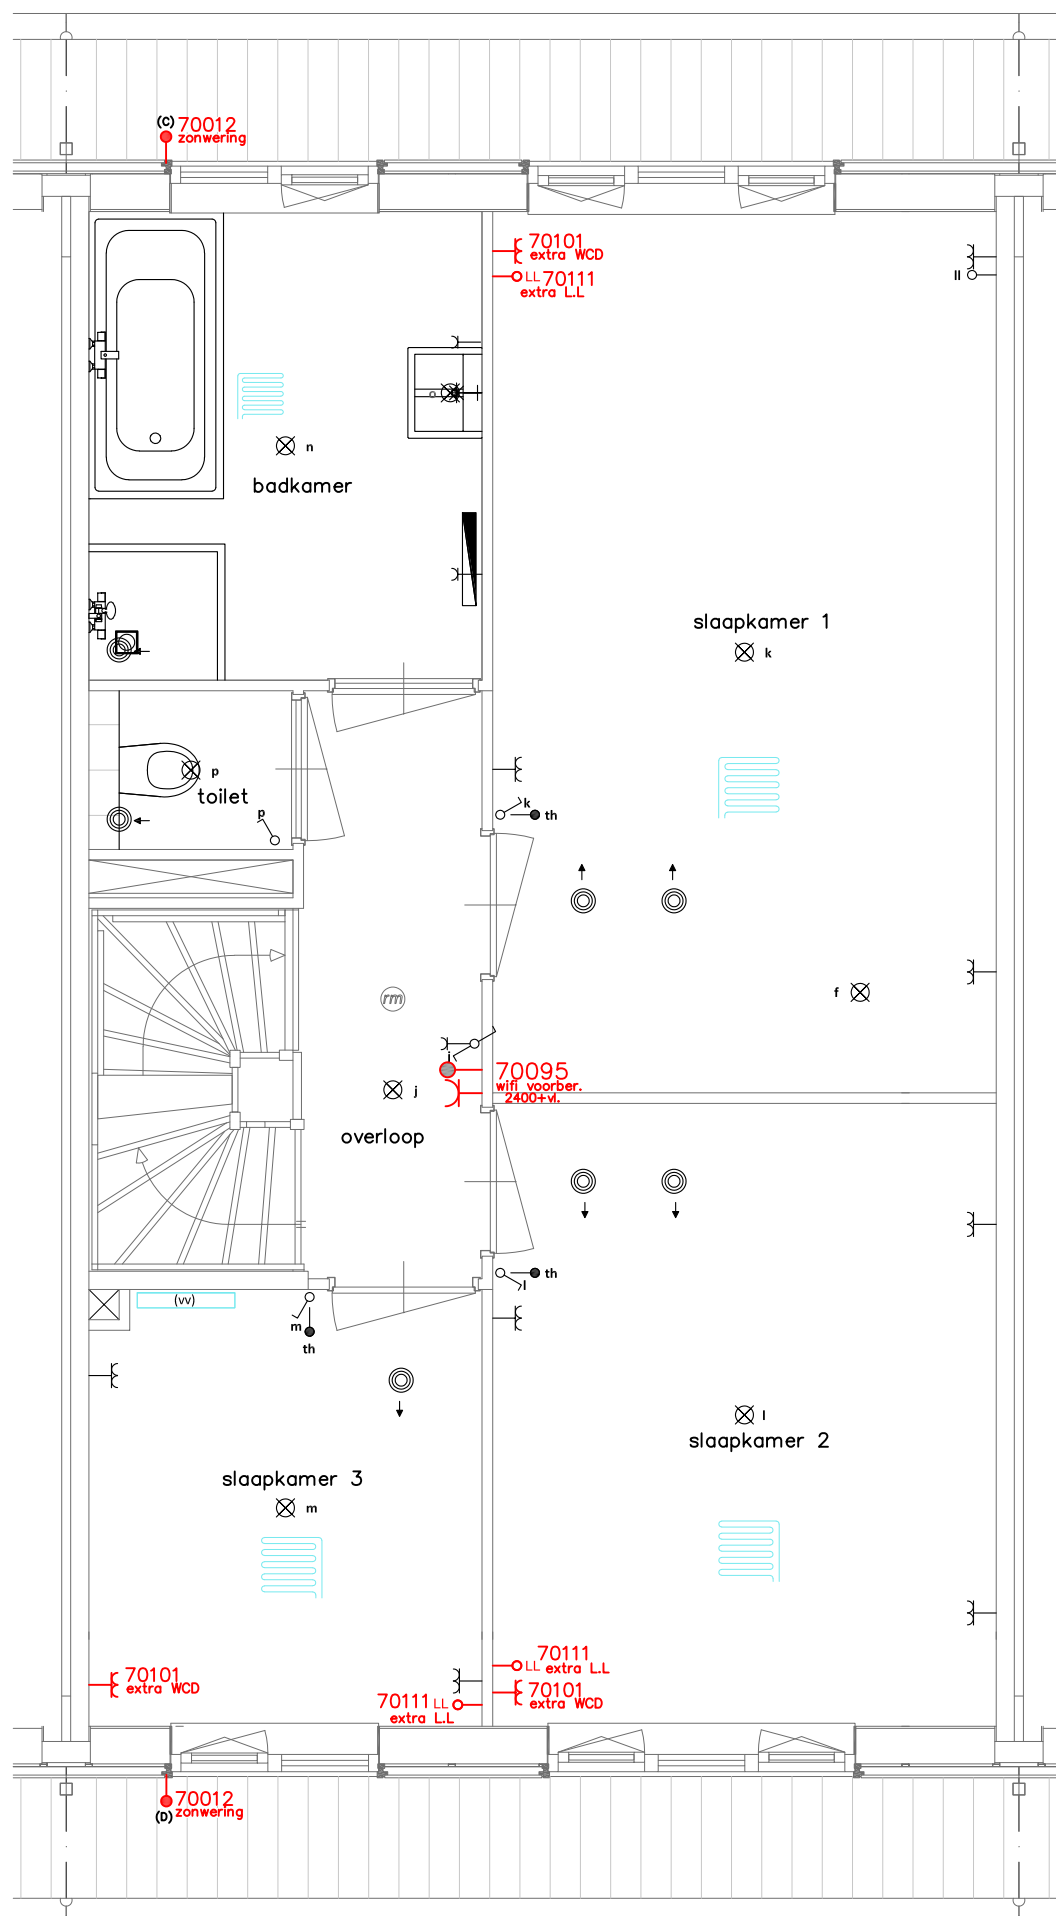 (C) 70012
zonwering
70101
extra WCD
LL 70111
extra L.L
ll
n
badkamer
slaapkamer 1
k
p
toilet
p
k
th
f
rm
j
70095
wifi voorber.
2400+vl.
j
overloop
th
l
(vv)
m
th
l
slaapkamer 2
slaapkamer 3
m
70111
LL extra L.L
70101
extra WCD
70101
extra WCD
70111 LL
extra L.L
70012
(D) zonwering